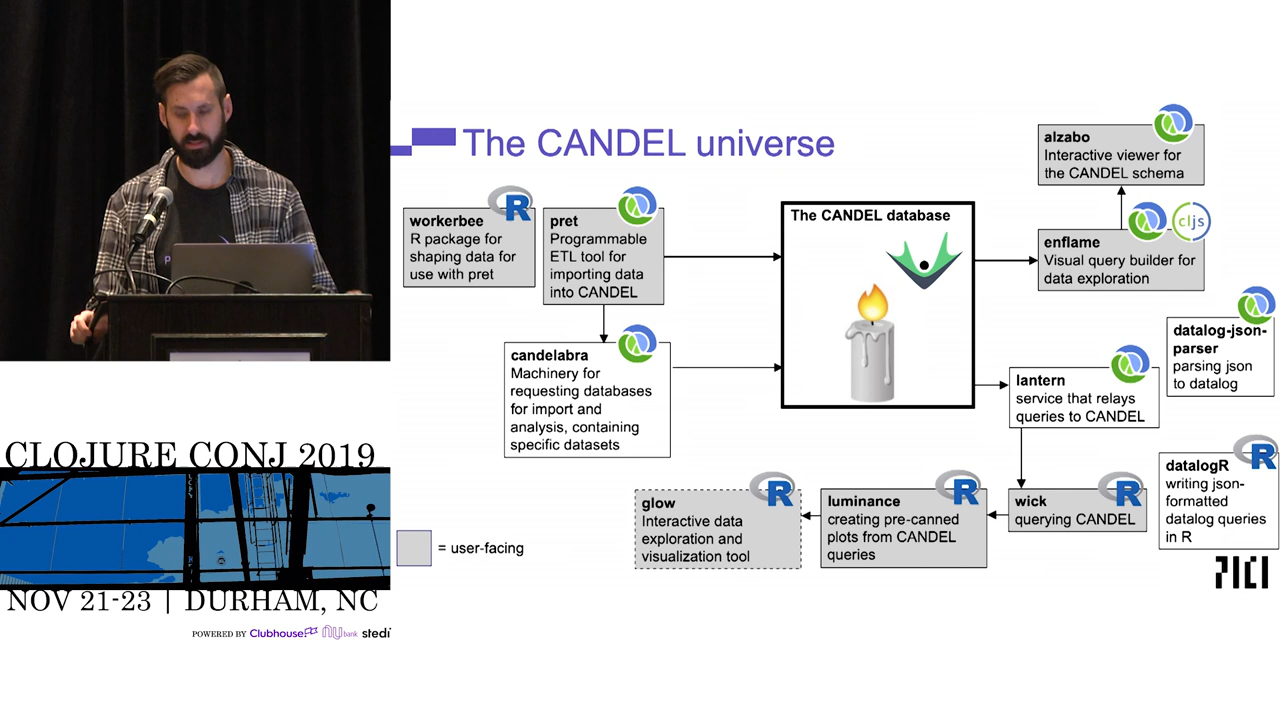 The CANDEL universe
workerbee
R package for
shaping data for
use with pret
pret
Programmable
ETL tool for
importing data
into CANDEL
candelabra
Machinery for
requesting databases
for import and
analysis, containing
specific datasets
The CANDEL database
alzabo
Interactive viewer for
the CANDEL schema
cljs
enflame
Visual query builder for
data exploration
datalog-json-
parser
parsing json
to datalog
lantern
service that relays
queries to CANDEL
datalogR
writing json-
formatted
datalog queries
in R
wick
querying CANDEL
luminance
creating pre-canned
plots from CANDEL
queries
glow
Interactive data
exploration and
visualization tool
= user-facing
PICI
CLOJURE CONJ 2019
NOV 21-23 | DURHAM, NC
POWERED BY Clubhouse nubank stedi